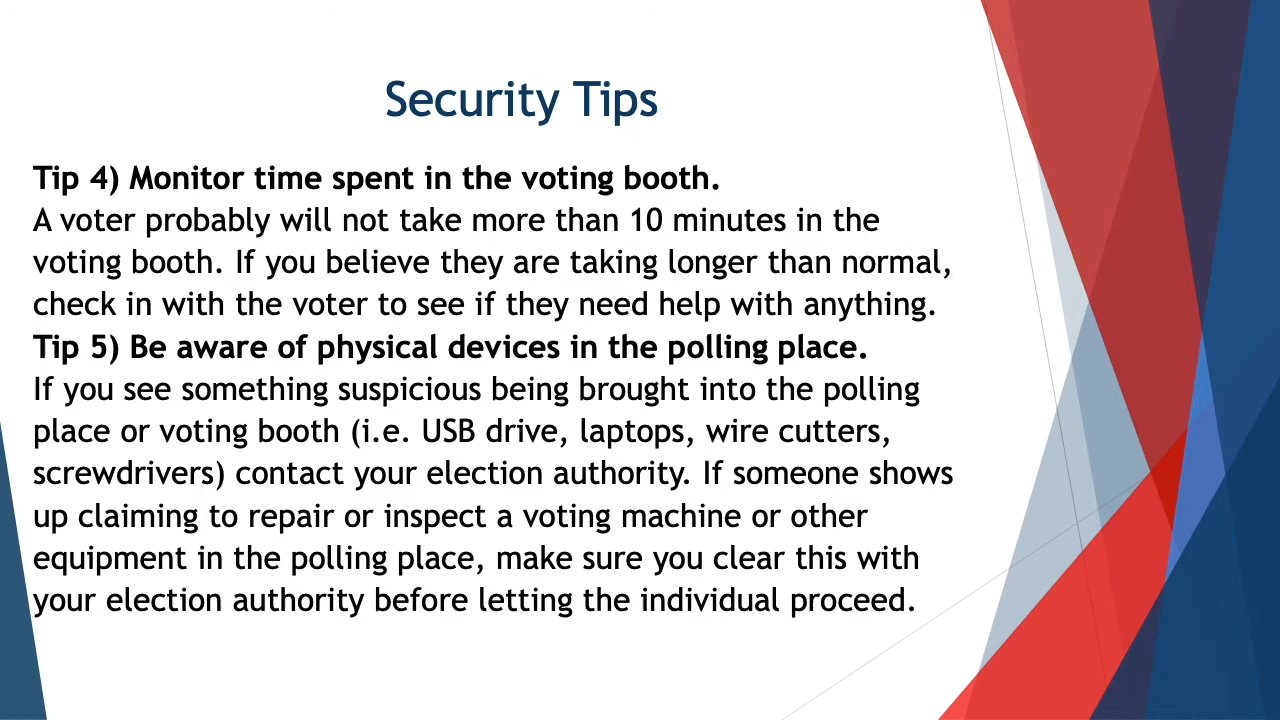 Security Tips
Tip 4) Monitor time spent in the voting booth.
A voter probably will not take more than 10 minutes in the
voting booth. If you believe they are taking longer than normal,
check in with the voter to see if they need help with anything.
Tip 5) Be aware of physical devices in the polling place.
If you see something suspicious being brought into the polling
place or voting booth (i.e. USB drive, laptops, wire cutters,
screwdrivers) contact your election authority. If someone shows
up claiming to repair or inspect a voting machine or other
equipment in the polling place, make sure you clear this with
your election authority before letting the individual proceed.